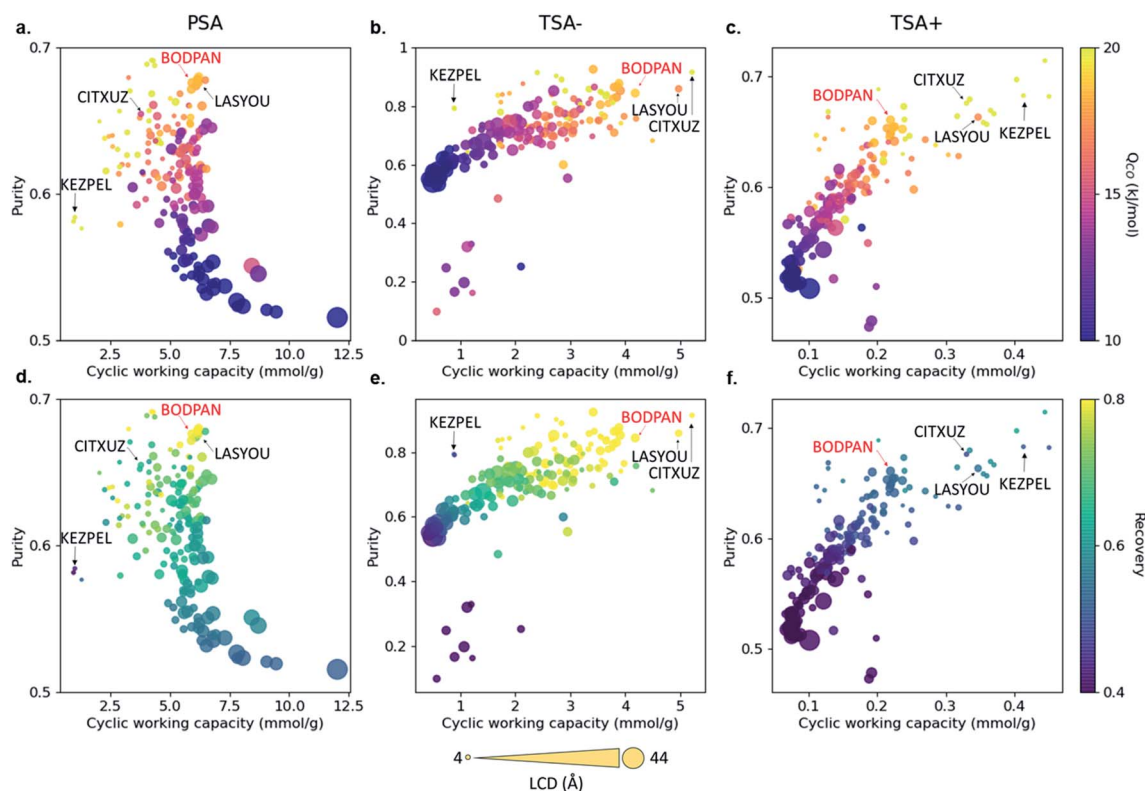 PSA
TSA-
TSA+
a.
b.
c.
0.7
0.6
0.5
Purity
BODPAN
CITXUZ
LASYOU
KEZPEL
2.5 5.0 7.5 10.0 12.5
Cyclic working capacity (mmol/g)
1
0.8
0.6
0.4
0.2
0
Purity
KEZPEL
BODPAN
LASYOU
CITXUZ
1 2 3 4 5
Cyclic working capacity (mmol/g)
0.7
0.6
0.5
Purity
CITXUZ
BODPAN
LASYOU
KEZPEL
0.1 0.2 0.3 0.4
Cyclic working capacity (mmol/g)
20
15
10
Qco (kJ/mol)
d.
e.
f.
0.7
0.6
0.5
Purity
BODPAN
CITXUZ
LASYOU
KEZPEL
2.5 5.0 7.5 10.0 12.5
Cyclic working capacity (mmol/g)
0.8
0.6
0.4
0.2
Purity
KEZPEL
BODPAN
LASYOU
CITXUZ
1 2 3 4 5
Cyclic working capacity (mmol/g)
0.7
0.6
0.5
Purity
CITXUZ
BODPAN
LASYOU
KEZPEL
0.1 0.2 0.3 0.4
Cyclic working capacity (mmol/g)
0.8
0.6
0.4
Recovery
4 44
LCD (Å)